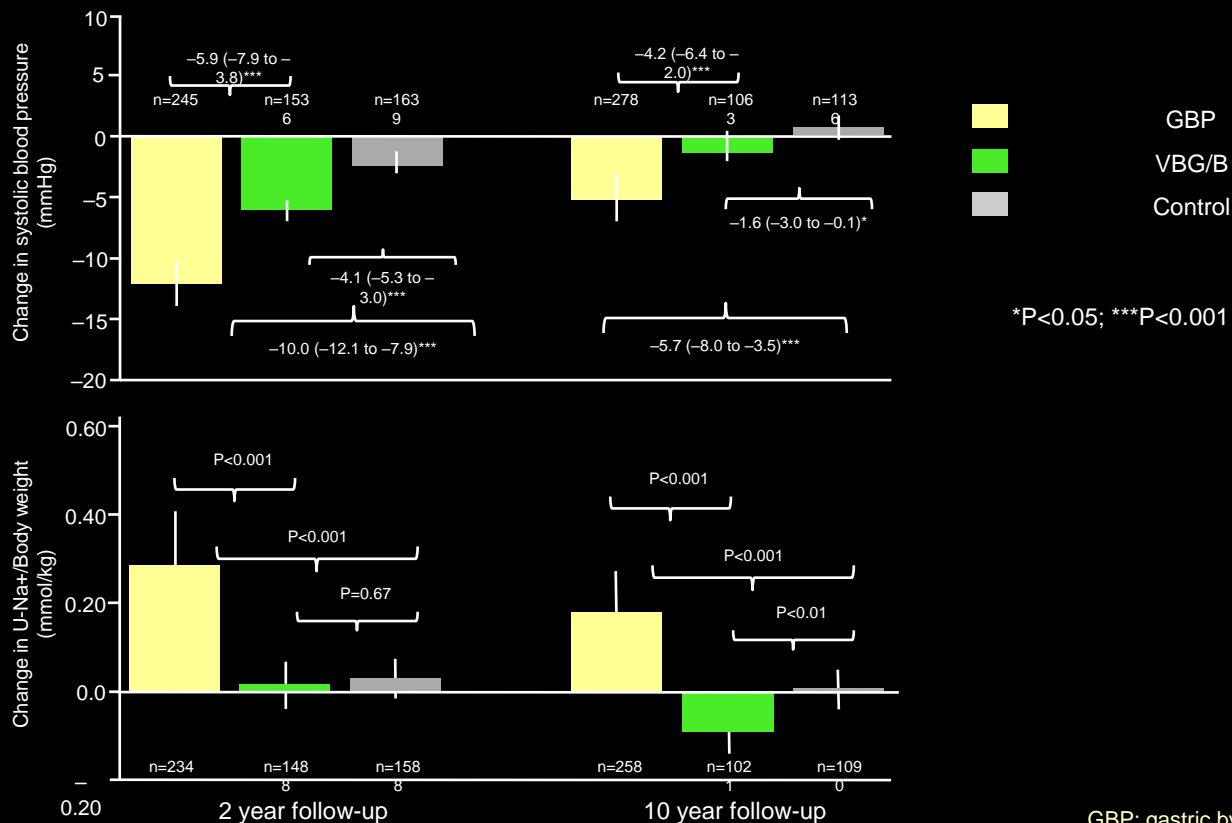 Change in systolic blood pressure
(mmHg)
10
5
0
–5
–10
–15
–20
–5.9 (–7.9 to –
3.8)***
n=245
n=153
6
n=163
9
–4.1 (–5.3 to –
3.0)***
–10.0 (–12.1 to –7.9)***
–4.2 (–6.4 to –
2.0)***
n=278
n=106
3
n=113
6
–1.6 (–3.0 to –0.1)*
–5.7 (–8.0 to –3.5)***
GBP
VBG/B
Control
*P<0.05; ***P<0.001
Change in U-Na+/Body weight
(mmol/kg)
0.60
0.40
0.20
0.0
–
0.20
P<0.001
P<0.001
P=0.67
P<0.001
P<0.001
P<0.01
n=234
n=148
8
n=158
8
n=258
n=102
1
n=109
0
2 year follow-up
10 year follow-up
GBP: gastric